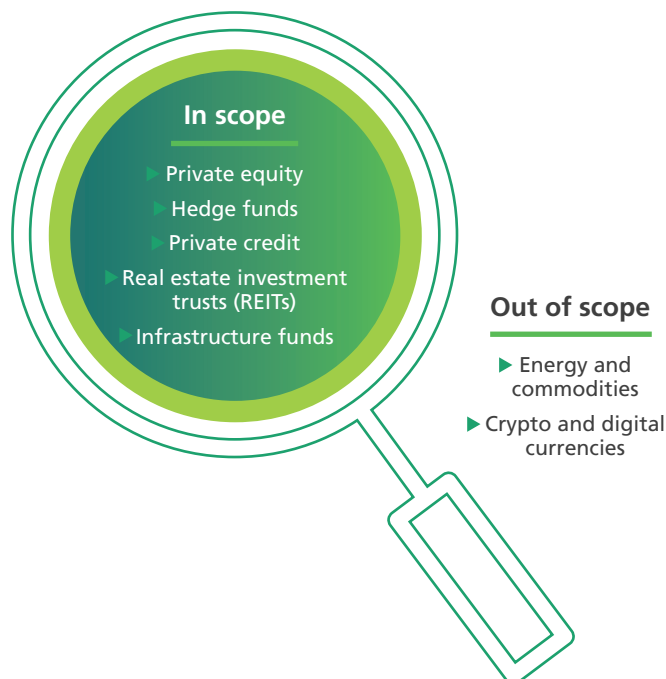 In scope
▶ Private equity
▶ Hedge funds
▶ Private credit
▶ Real estate investment
trusts (REITs)
▶ Infrastructure funds
Out of scope
▶ Energy and
commodities
▶ Crypto and digital
currencies